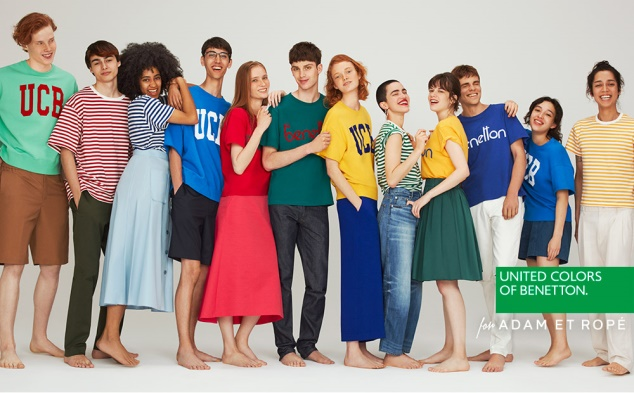 UCB
UCB
benetton
UCB
benetton
UCB
UNITED COLORS
OF BENETTON.
for ADAM ET ROPÉ